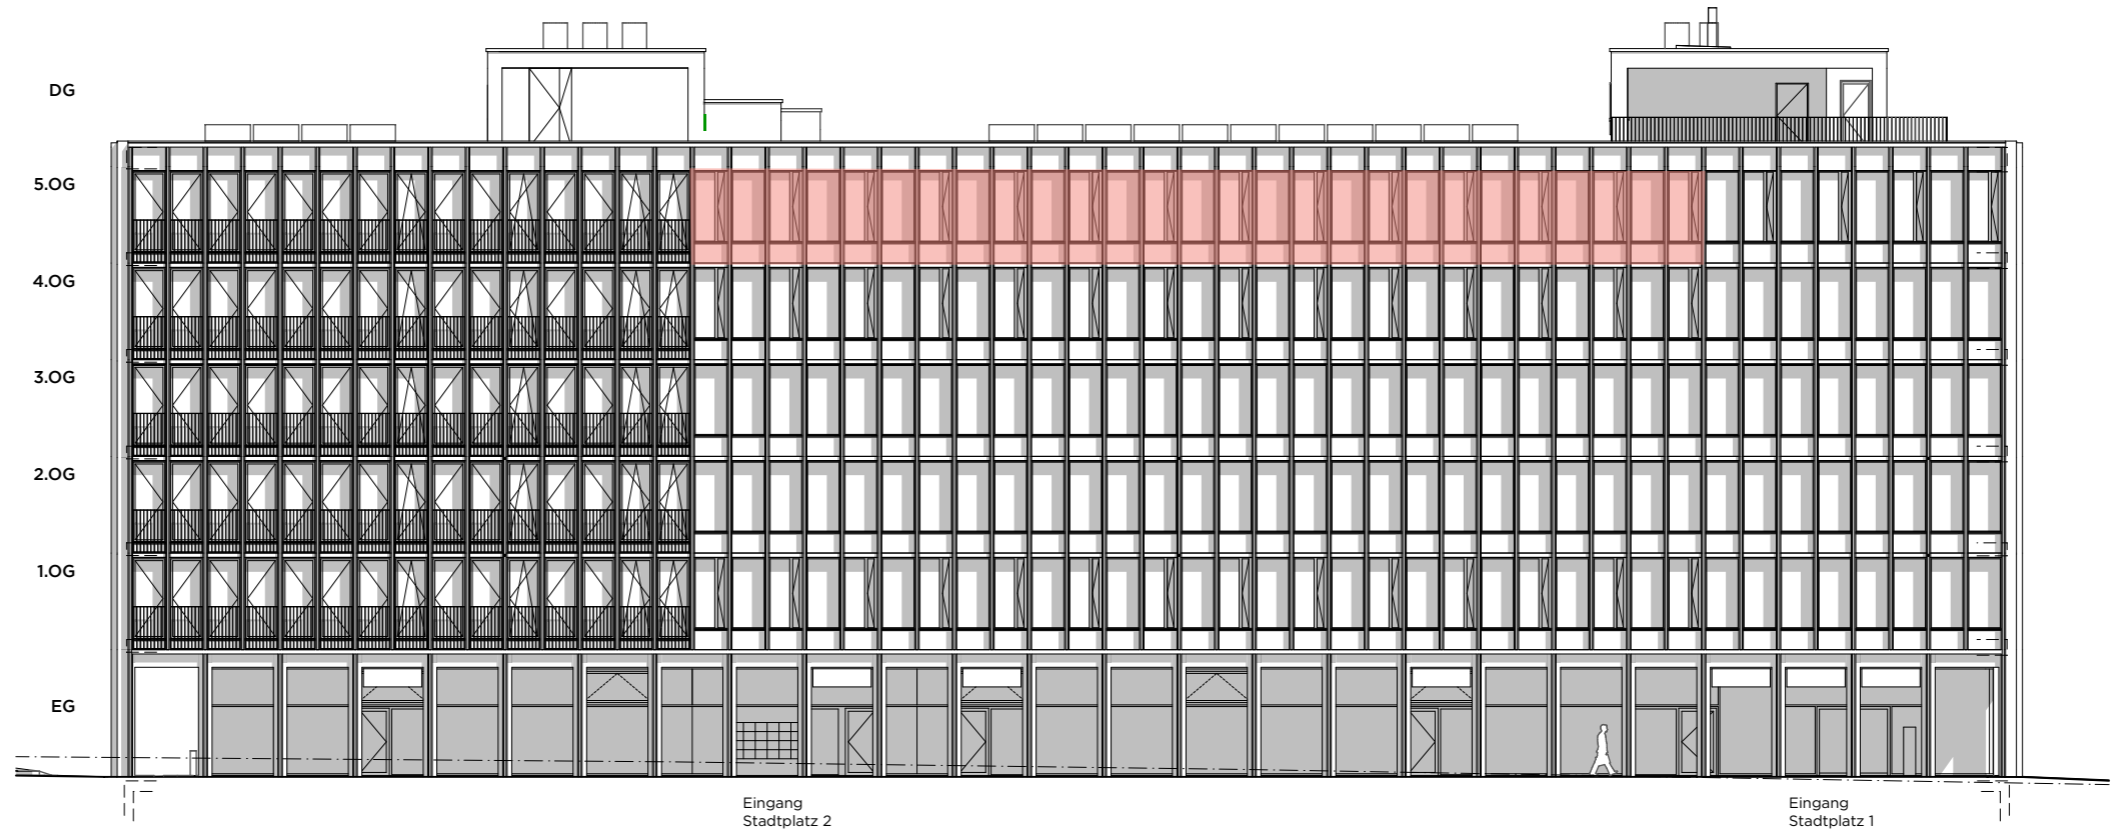 DG
5.OG
4.OG
3.OG
2.OG
1.OG
EG
Eingang
Stadtplatz 2
Eingang
Stadtplatz 1